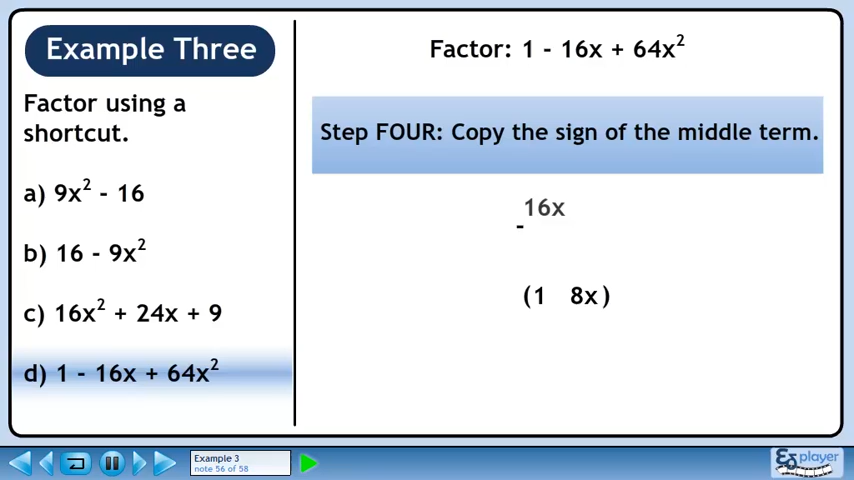 Example Three
Factor using a
shortcut.
a) 9x² - 16
b) 16 - 9x²
c) 16x² + 24x + 9
d) 1 - 16x + 64x²
Factor: 1 - 16x + 64x²
Step FOUR: Copy the sign of the middle term.
16x
-
(1 8x)
Example 3
note 56 of 58
EZ player